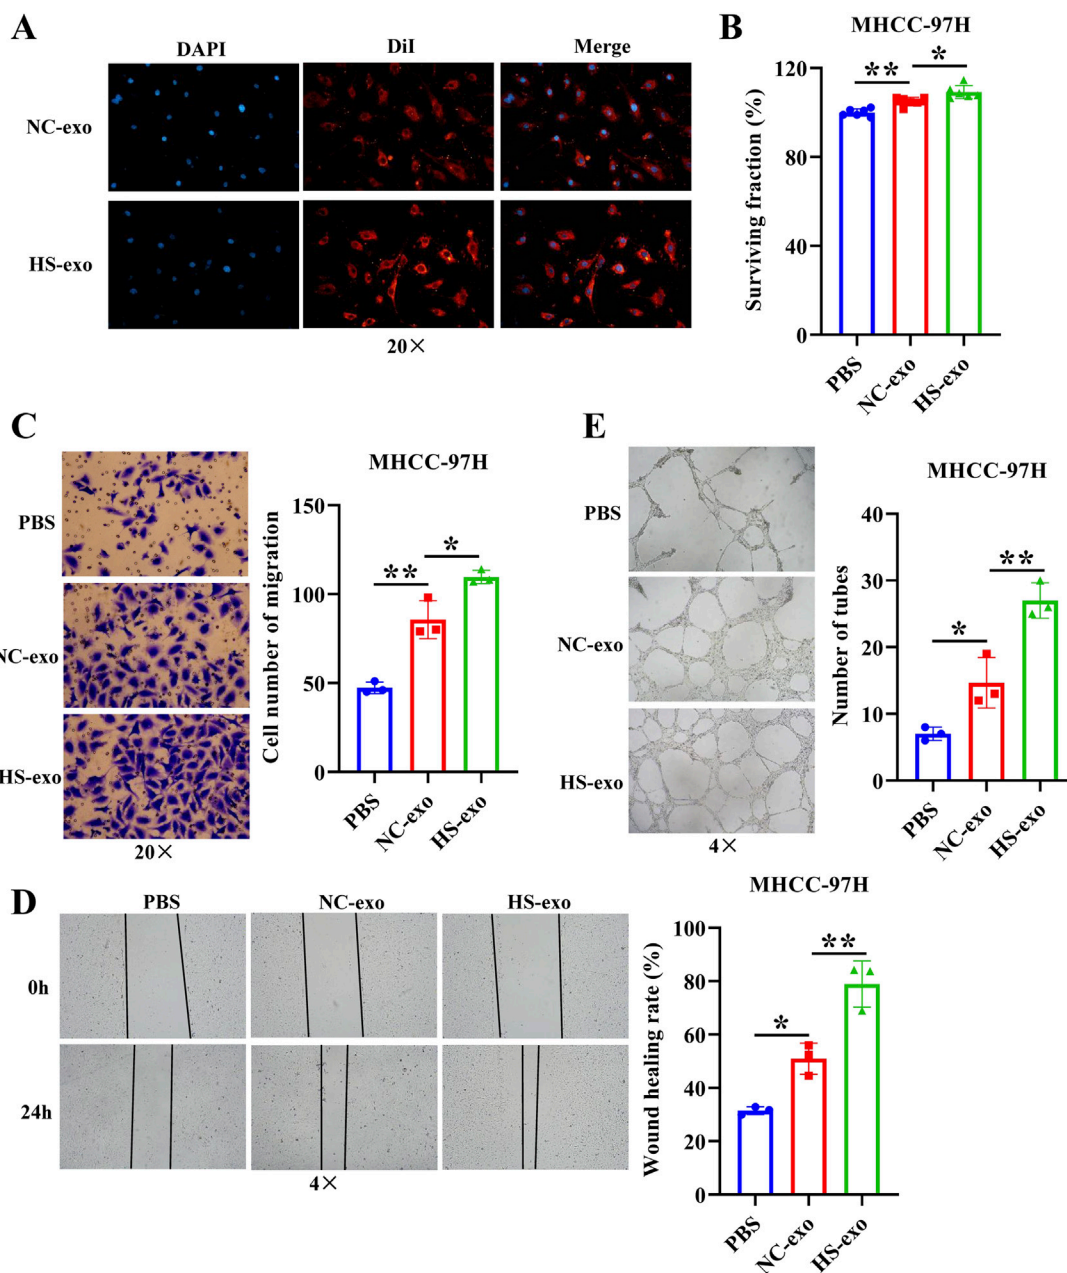 A
DAPI
DiI
Merge
NC-exo
HS-exo
20×
B
MHCC-97H
**
*
Surviving fraction (%)
120
80
40
0
PBS
NC-exo
HS-exo
C
PBS
NC-exo
HS-exo
20×
MHCC-97H
**
*
Cell number of migration
150
100
50
0
PBS
NC-exo
HS-exo
E
PBS
NC-exo
HS-exo
4×
MHCC-97H
*
**
Number of tubes
40
30
20
10
0
PBS
NC-exo
HS-exo
D
PBS
NC-exo
HS-exo
0h
24h
4×
MHCC-97H
*
**
Wound healing rate (%)
100
80
60
40
20
0
PBS
NC-exo
HS-exo